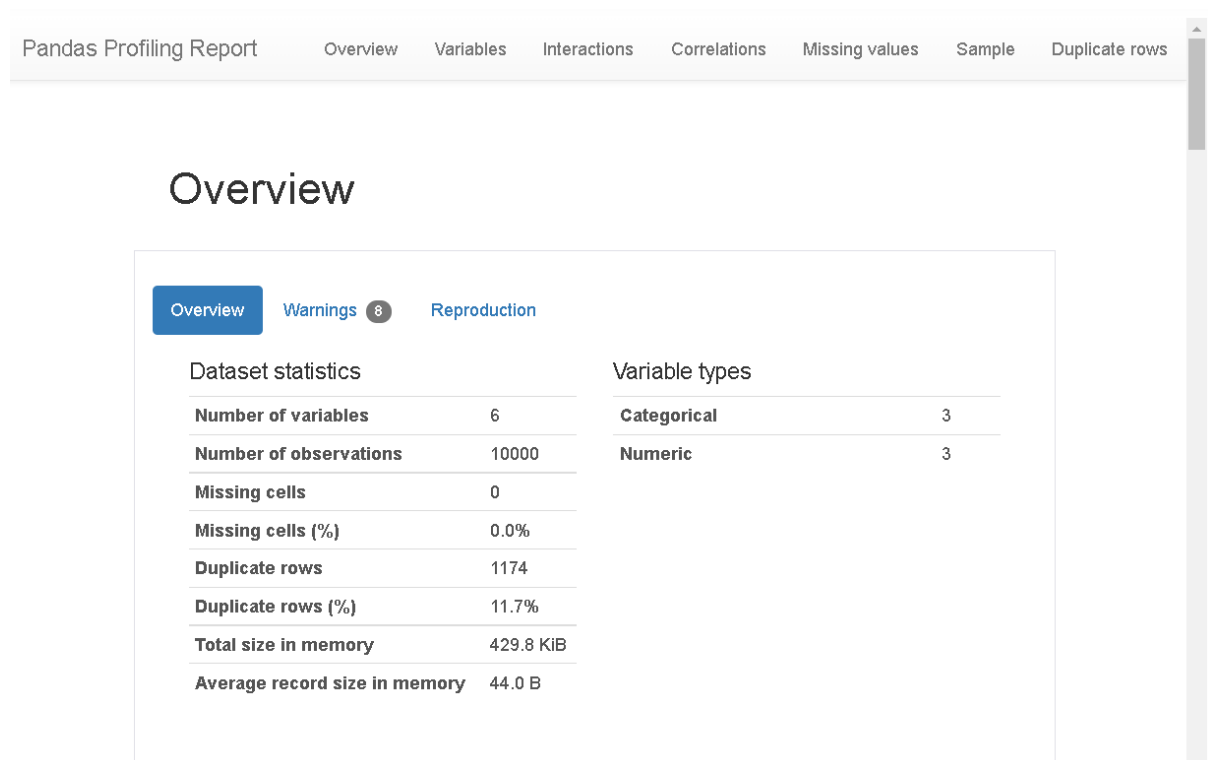 Pandas Profiling Report Overview Variables Interactions Correlations Missing values Sample Duplicate rows
Overview
Overview Warnings 8 Reproduction
Dataset statistics
Number of variables 6
Number of observations 10000
Missing cells 0
Missing cells (%) 0.0%
Duplicate rows 1174
Duplicate rows (%) 11.7%
Total size in memory 429.8 KiB
Average record size in memory 44.0 B
Variable types
Categorical 3
Numeric 3